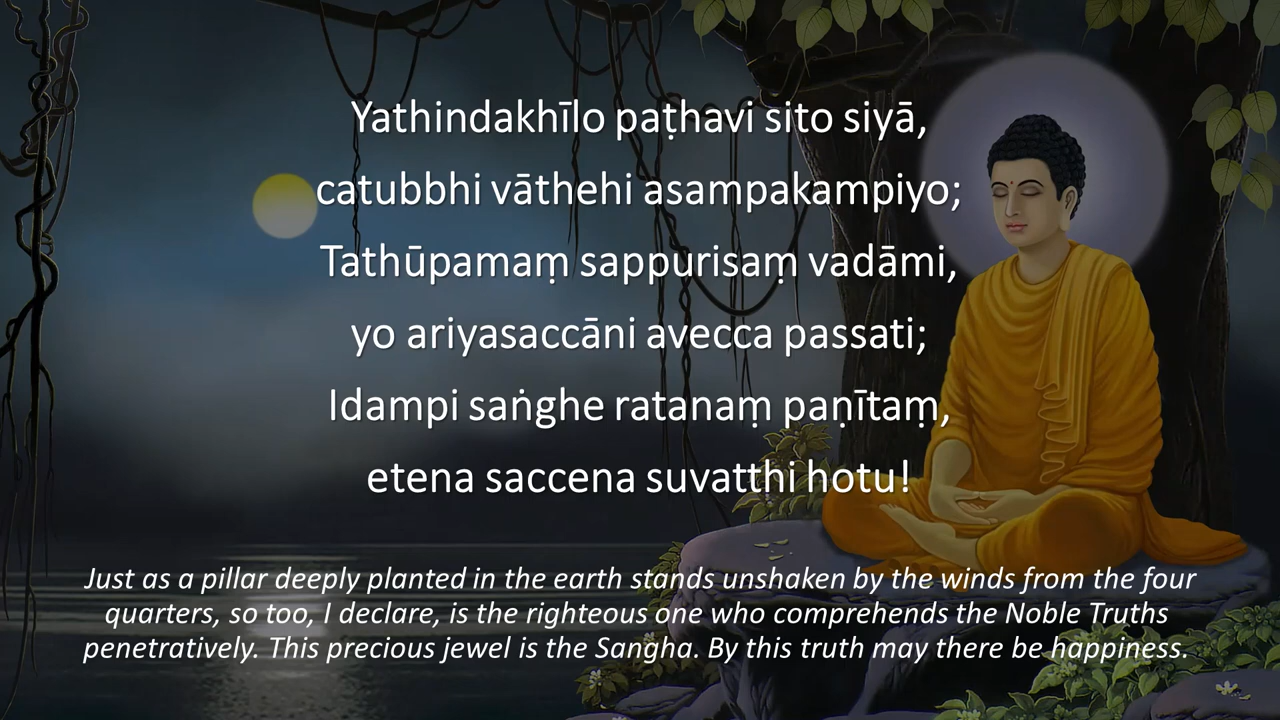 Yathindakhīlo paṭhavi sito siyā,
catubbhi vāthehi asampakampiyo;
Tathūpamaṃ sappurisaṃ vadāmi,
yo ariyasaccāni avecca passati;
Idampi saṅghe ratanaṃ paṇītaṃ,
etena saccena suvatthi hotu!
Just as a pillar deeply planted in the earth stands unshaken by the winds from the four
quarters, so too, I declare, is the righteous one who comprehends the Noble Truths
penetratively. This precious jewel is the Sangha. By this truth may there be happiness.